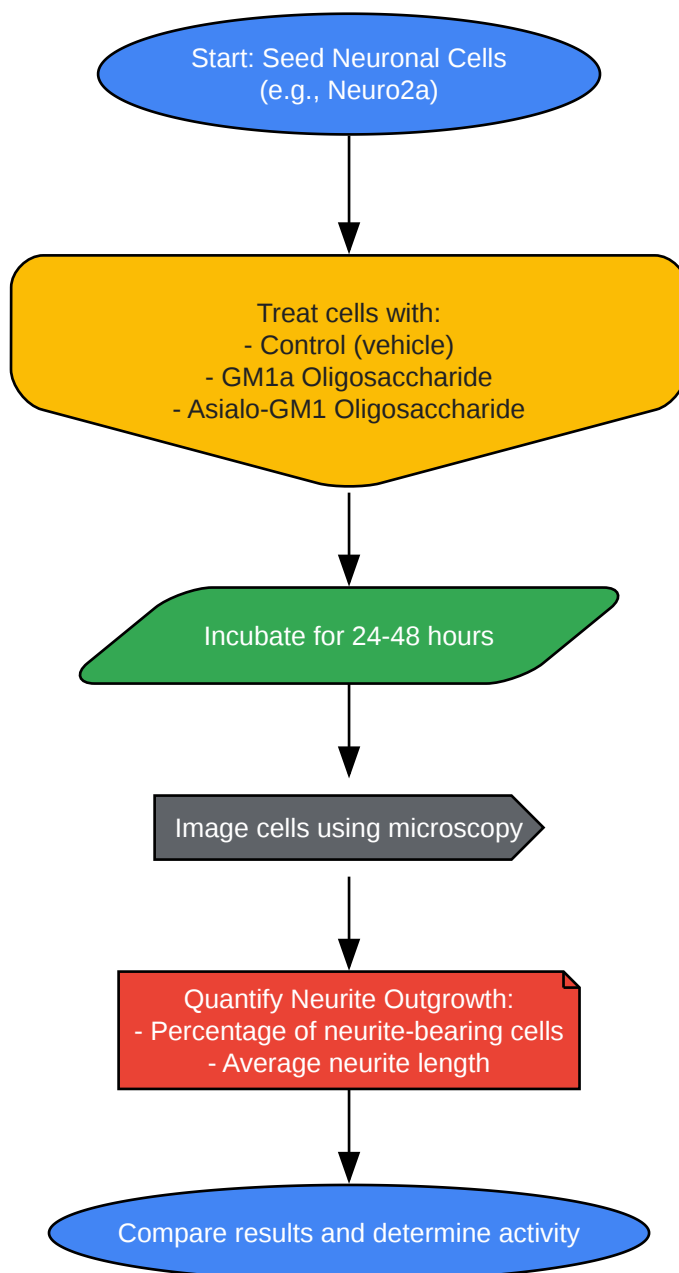 Start: Seed Neuronal Cells
(e.g., Neuro2a)
Treat cells with:
- Control (vehicle)
- GM1a Oligosaccharide
- Asialo-GM1 Oligosaccharide
Incubate for 24-48 hours
Image cells using microscopy
Quantify Neurite Outgrowth:
- Percentage of neurite-bearing cells
- Average neurite length
Compare results and determine activity